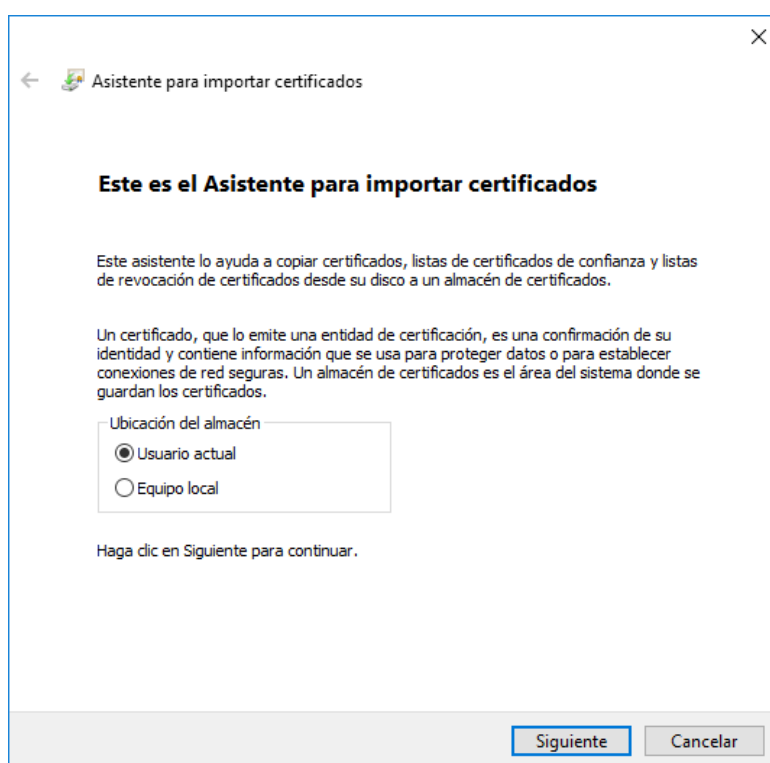 Asistente para importar certificados
Este es el Asistente para importar certificados
Este asistente lo ayuda a copiar certificados, listas de certificados de confianza y listas
de revocación de certificados desde su disco a un almacén de certificados.
Un certificado, que lo emite una entidad de certificación, es una confirmación de su
identidad y contiene información que se usa para proteger datos o para establecer
conexiones de red seguras. Un almacén de certificados es el área del sistema donde se
guardan los certificados.
Ubicación del almacén
Usuario actual
Equipo local
Haga clic en Siguiente para continuar.
Siguiente Cancelar